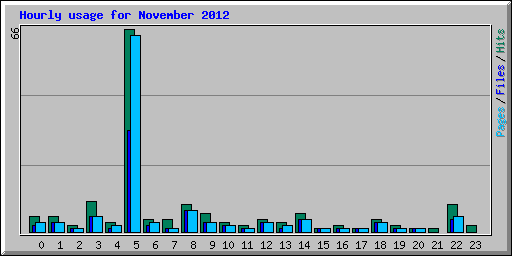 Hourly usage for November 2012
66
Pages / Files / Hits
0 1 2 3 4 5 6 7 8 9 10 11 12 13 14 15 16 17 18 19 20 21 22 23